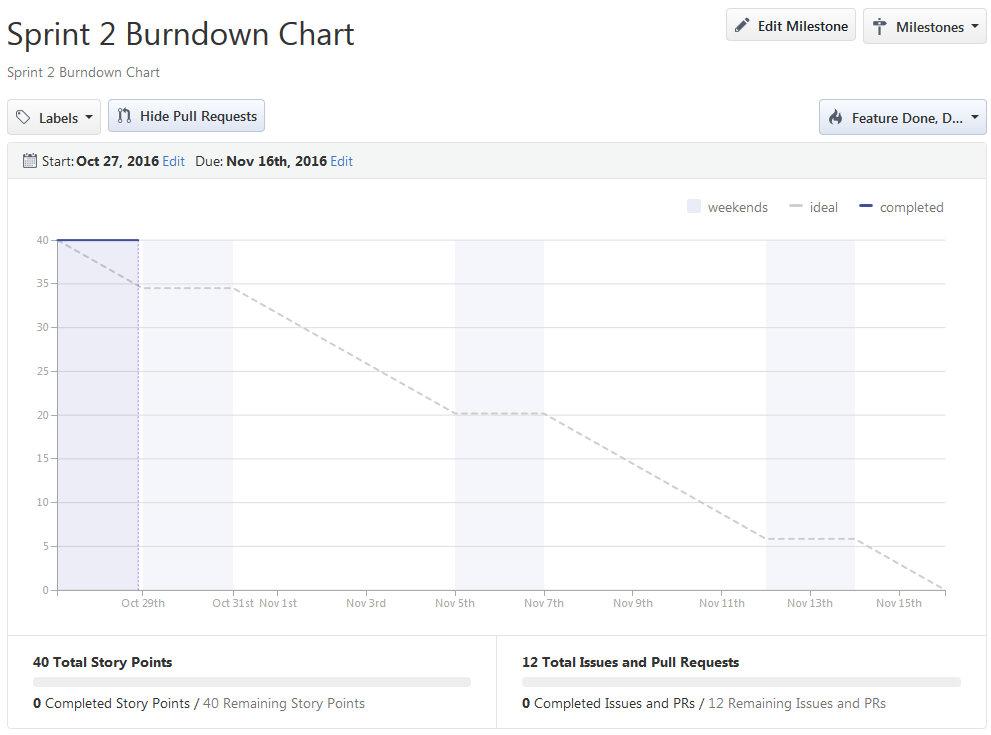 Sprint 2 Burndown Chart
Edit Milestone
Milestones
Sprint 2 Burndown Chart
Labels
Hide Pull Requests
Feature Done, D...
Start: Oct 27, 2016 Edit Due: Nov 16th, 2016 Edit
weekends
ideal
completed
40
35
30
25
20
15
10
5
0
Oct 29th
Oct 31st
Nov 1st
Nov 3rd
Nov 5th
Nov 7th
Nov 9th
Nov 11th
Nov 13th
Nov 15th
40 Total Story Points
0 Completed Story Points / 40 Remaining Story Points
12 Total Issues and Pull Requests
0 Completed Issues and PRs / 12 Remaining Issues and PRs